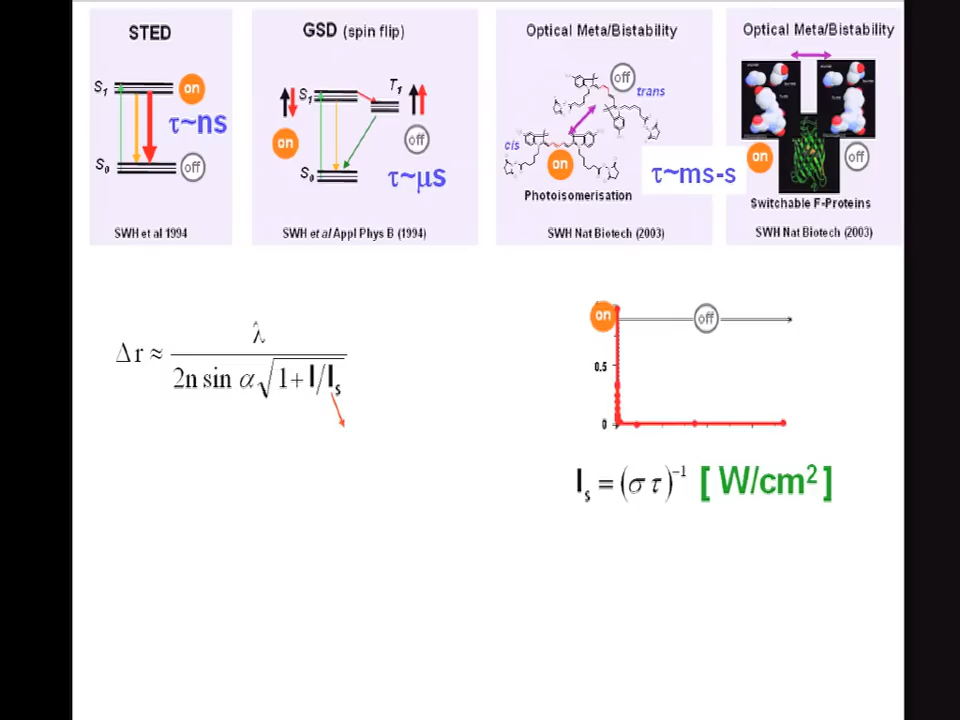 STED
S₁
on
τ~ns
S₀
off
SWH et al 1994
GSD (spin flip)
S₁
T₁
on
off
S₀
τ~μs
SWH et al Appl Phys B (1994)
Optical Meta/Bistability
off
trans
cis
on
Photoisomerisation
SWH Nat Biotech (2003)
τ~ms-s
Optical Meta/Bistability
on
off
Switchable F-Proteins
SWH Nat Biotech (2003)
Δr ≈ λ / 2n sin α√1+I/Iₛ
on
off
0.5
0
Iₛ = (σ τ)⁻¹ [ W/cm² ]